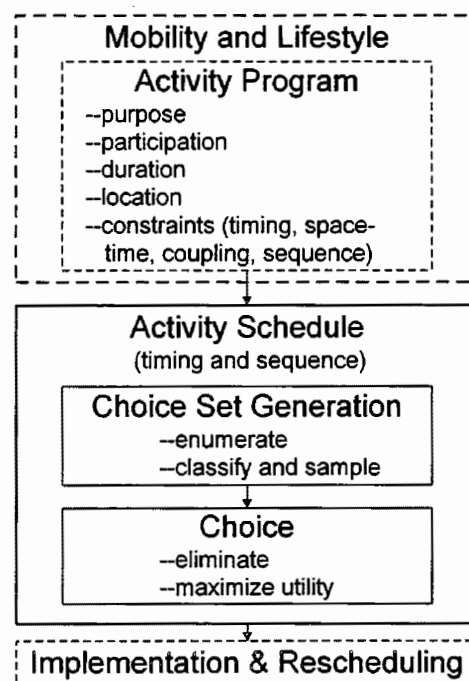 Mobility and Lifestyle
Activity Program
--purpose
--participation
--duration
--location
--constraints (timing, space-
time, coupling, sequence)
Activity Schedule
(timing and sequence)
Choice Set Generation
--enumerate
--classify and sample
Choice
--eliminate
--maximize utility
Implementation & Rescheduling